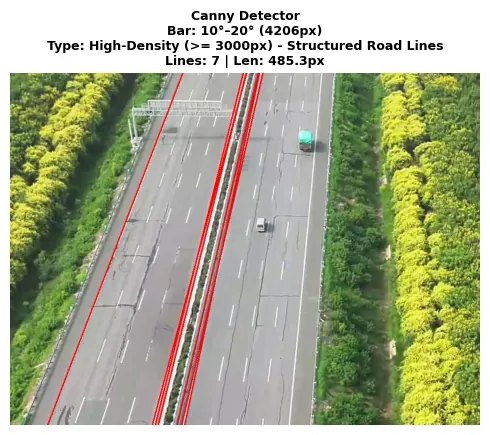 Canny Detector
Bar: 10°–20° (4206px)
Type: High-Density (>= 3000px) - Structured Road Lines
Lines: 7 | Len: 485.3px